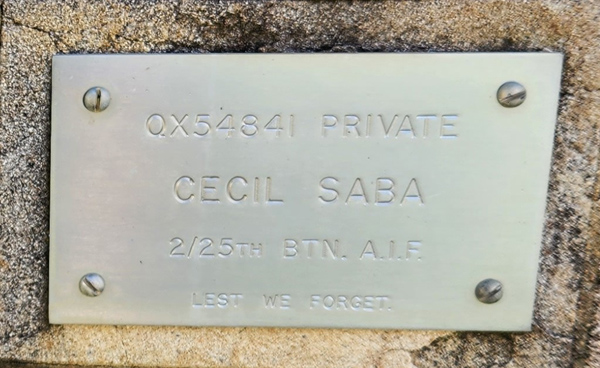 QX54841 PRIVATE
CECIL SABA
2/25TH BTN. A.I.F.
LEST WE FORGET.